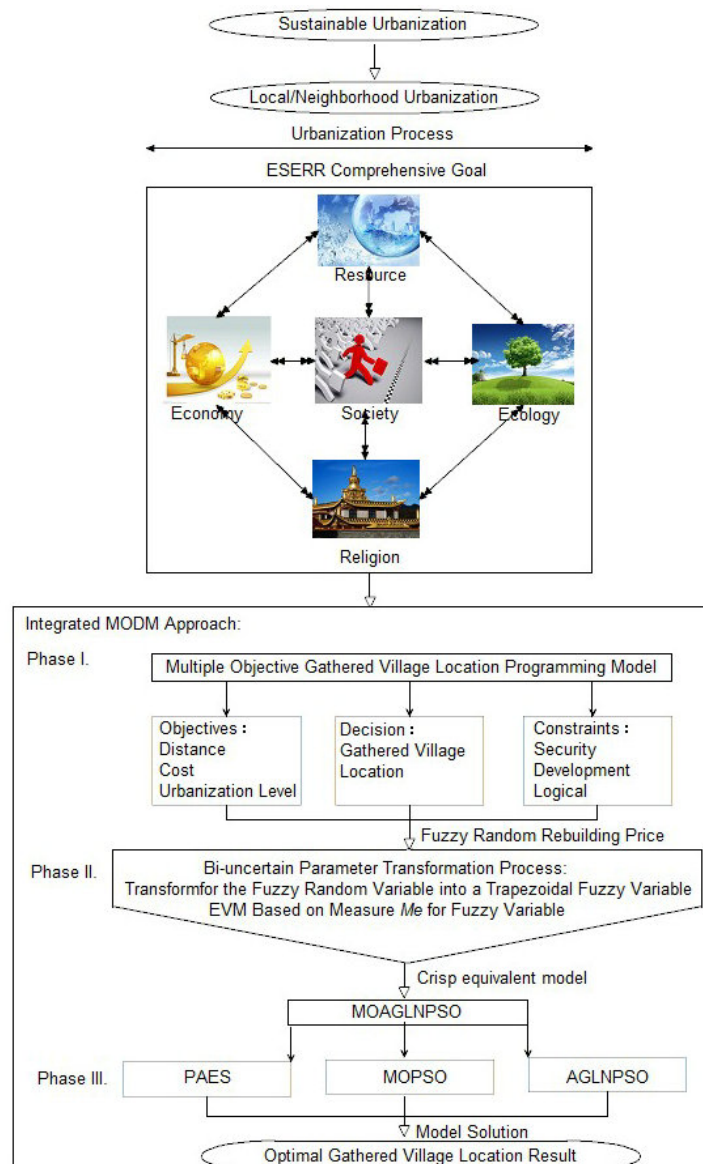 Sustainable Urbanization
Local/Neighborhood Urbanization
Urbanization Process
ESERR Comprehensive Goal
Resource
Economy
Society
Ecology
Religion
Integrated MODM Approach:
Phase I.
Multiple Objective Gathered Village Location Programming Model
Objectives：
Distance
Cost
Urbanization Level
Decision：
Gathered Village
Location
Constraints：
Security
Development
Logical
Fuzzy Random Rebuilding Price
Phase II.
Bi-uncertain Parameter Transformation Process:
Transformfor the Fuzzy Random Variable into a Trapezoidal Fuzzy Variable
EVM Based on Measure Me for Fuzzy Variable
Crisp equivalent model
MOAGLNPSO
Phase III.
PAES
MOPSO
AGLNPSO
Model Solution
Optimal Gathered Village Location Result